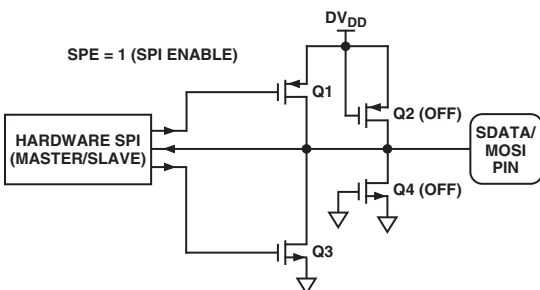 DVDD
SPE = 1 (SPI ENABLE)
Q1
Q2 (OFF)
HARDWARE SPI
(MASTER/SLAVE)
SDATA/
MOSI
PIN
Q4 (OFF)
Q3